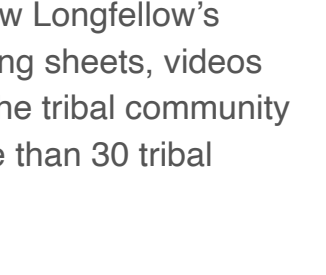 w Longfellow’s
ng sheets, videos
he tribal community
than 30 tribal